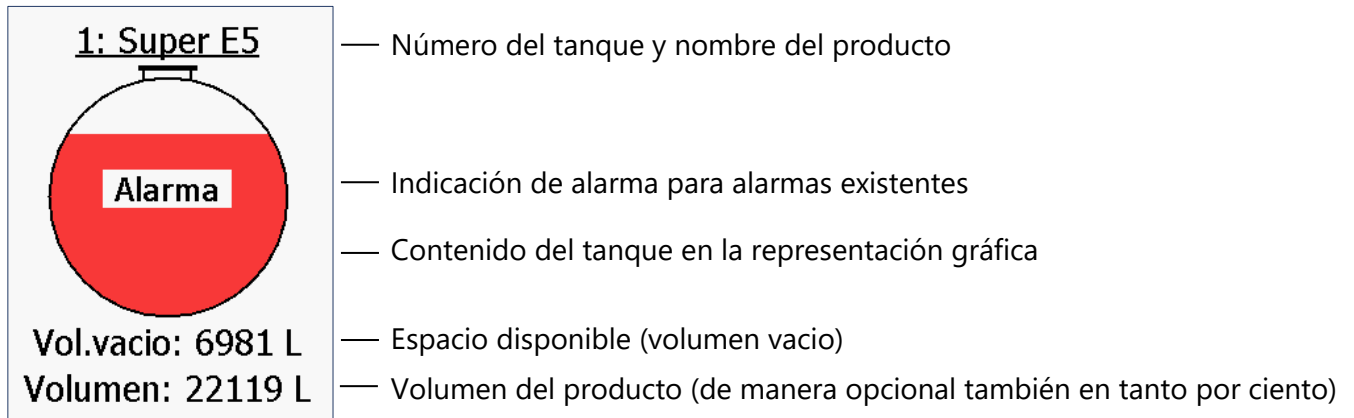 1: Super E5
Número del tanque y nombre del producto
Alarma
Indicación de alarma para alarmas existentes
Contenido del tanque en la representación gráfica
Vol.vacio: 6981 L
Espacio disponible (volumen vacio)
Volumen: 22119 L
Volumen del producto (de manera opcional también en tanto por ciento)